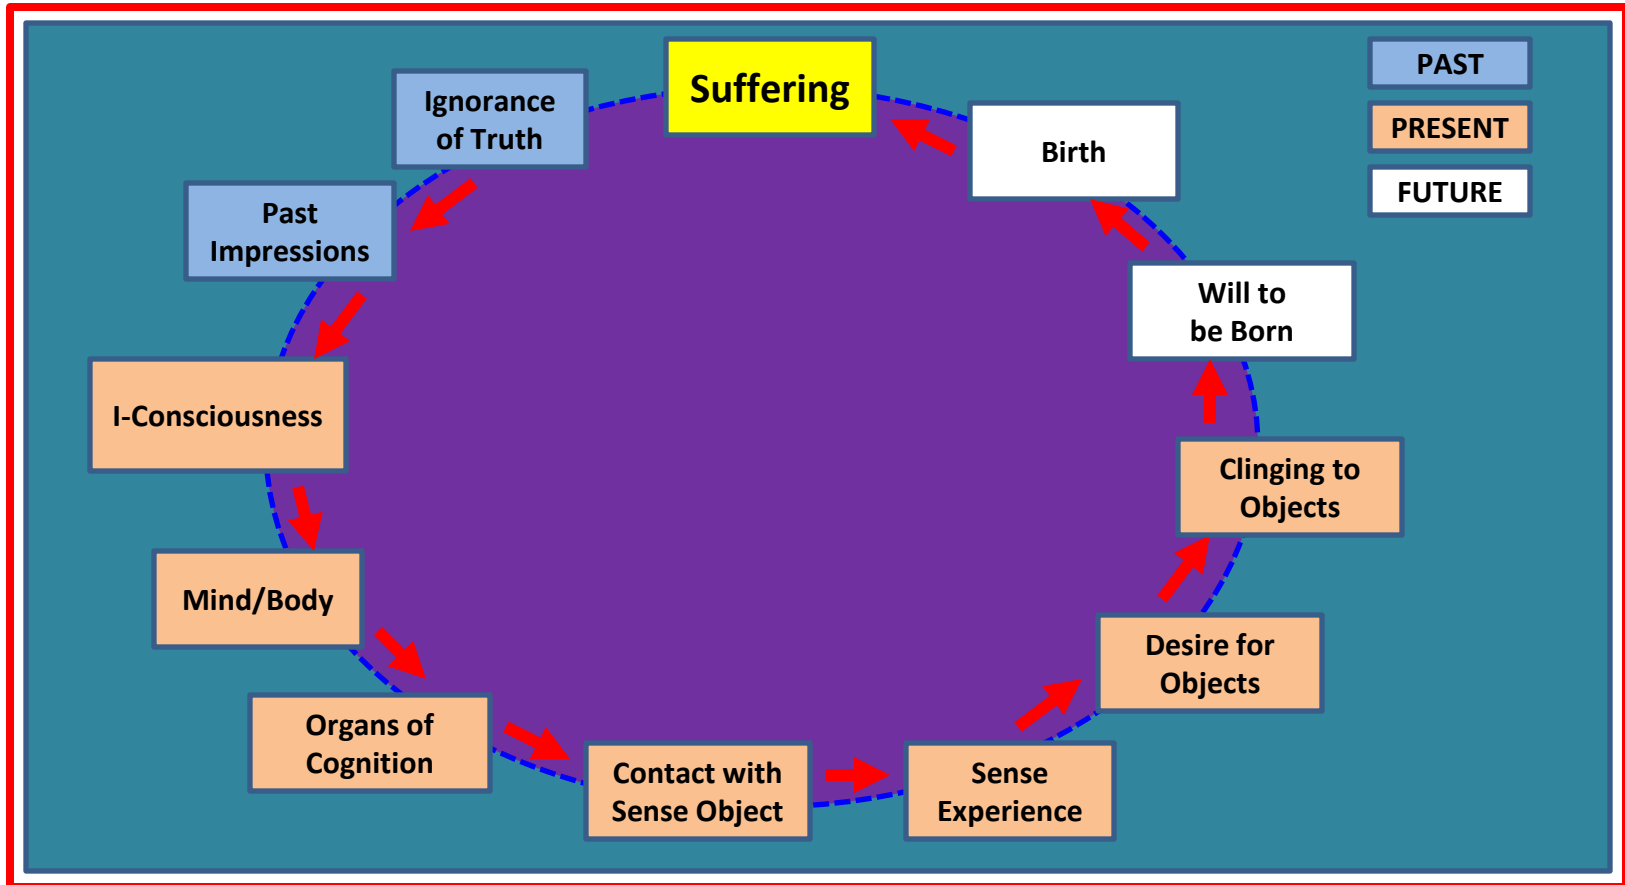 Suffering
Ignorance
of Truth
Past
Impressions
I-Consciousness
Mind/Body
Organs of
Cognition
Contact with
Sense Object
Sense
Experience
Desire for
Objects
Clinging to
Objects
Will to
be Born
Birth
PAST
PRESENT
FUTURE